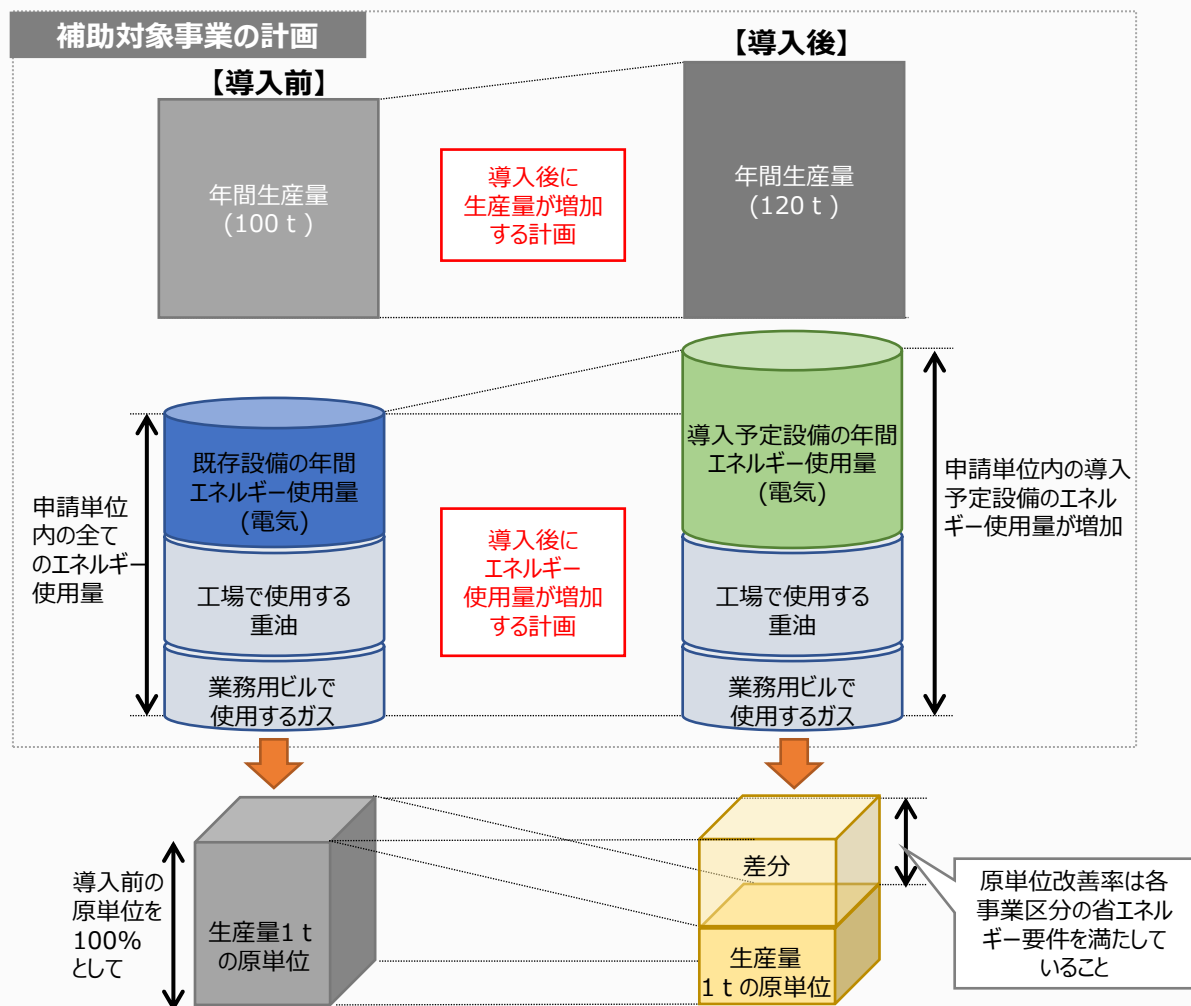 補助対象事業の計画
【導入前】
【導入後】
年間生産量
(100ｔ)
導入後に
生産量が増加
する計画
年間生産量
(120ｔ)
申請単位
内の全て
のエネルギー
使用量
既存設備の年間
エネルギー使用量
(電気)
工場で使用する
重油
業務用ビルで
使用するガス
導入後に
エネルギー
使用量が増加
する計画
導入予定設備の年間
エネルギー使用量
(電気)
工場で使用する
重油
業務用ビルで
使用するガス
申請単位内の導入
予定設備のエネル
ギー使用量が増加
導入前の
原単位を
100%
として
生産量1ｔ
の原単位
差分
生産量
1ｔの原単位
原単位改善率は各
事業区分の省エネル
ギー要件を満たして
いること